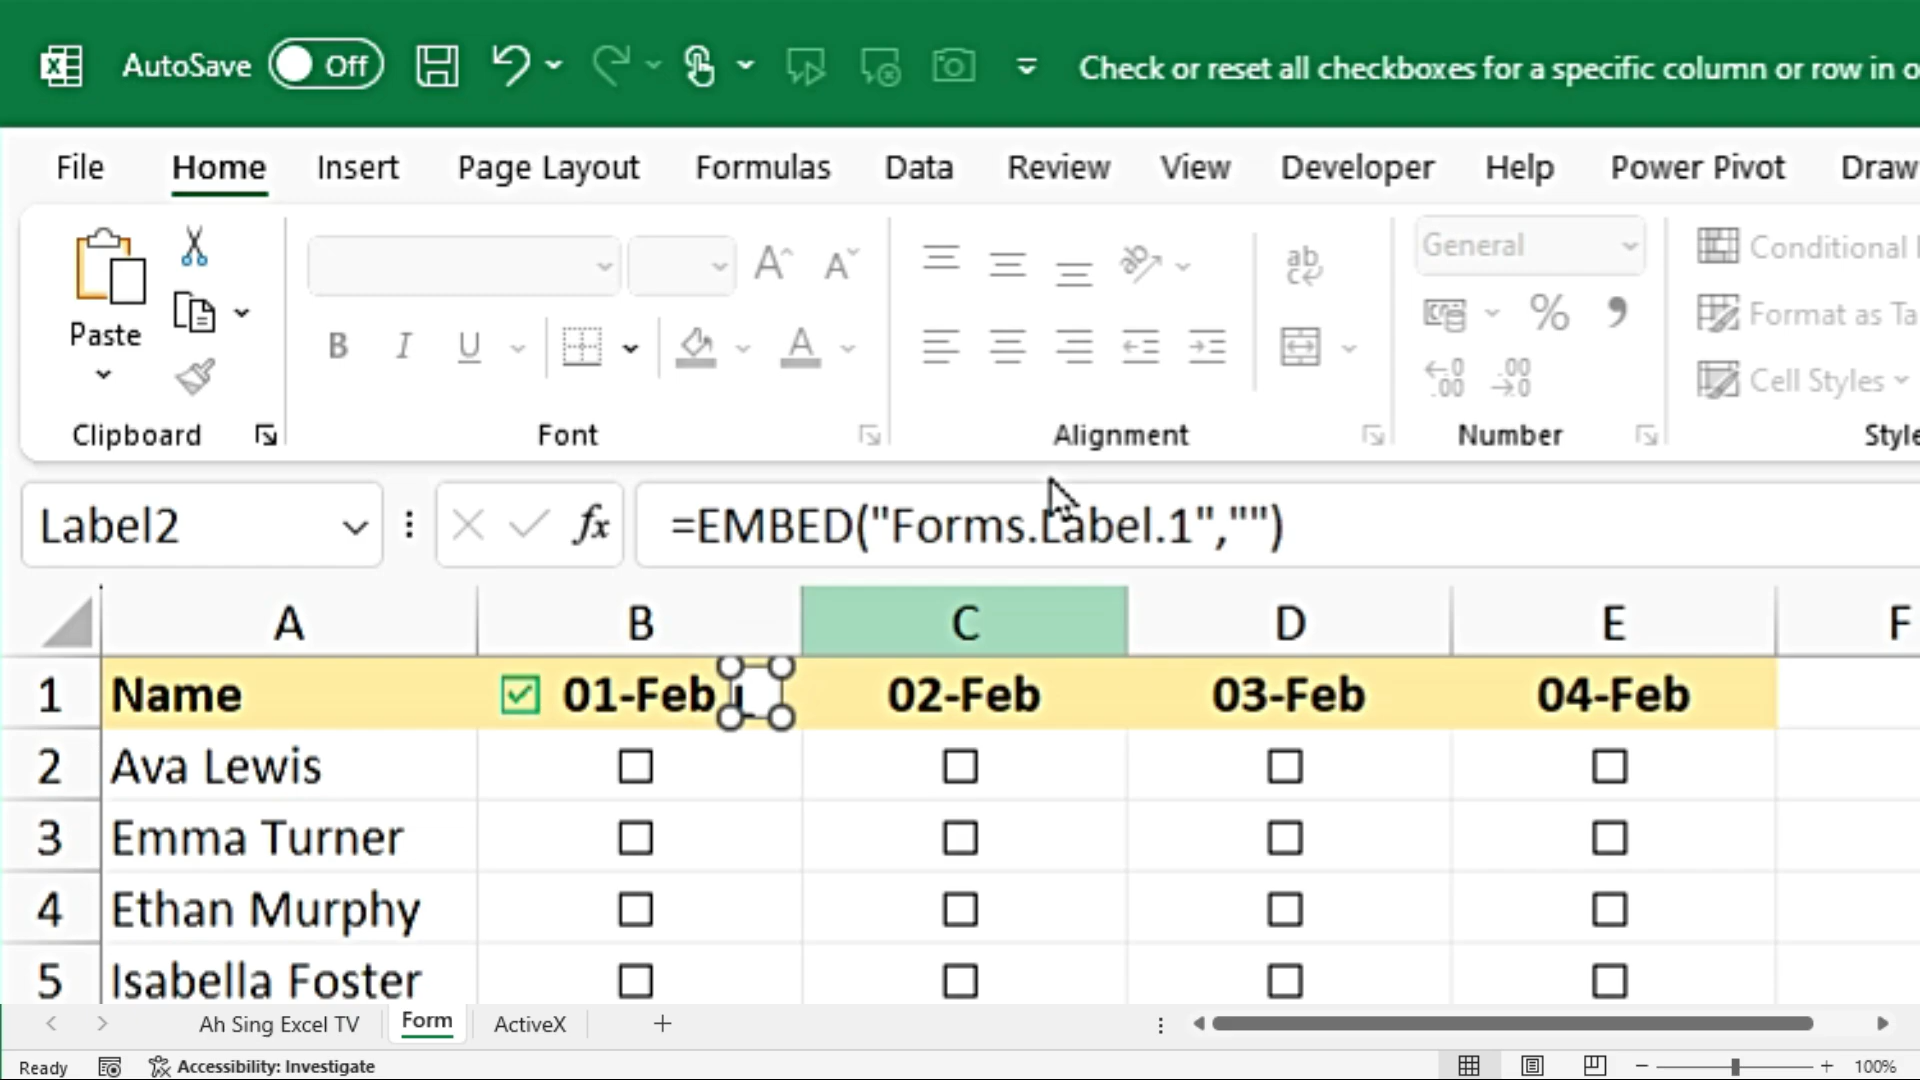 AutoSave Off Check or reset all checkboxes for a specific column or row in o
File Home Insert Page Layout Formulas Data Review View Developer Help Power Pivot Draw
General Conditional
Paste B I U % Format as Ta
Cell Styles
Clipboard Font Alignment Number Style
Label2 fx =EMBED("Forms.Label.1","")
A B C D E F
1 Name 01-Feb 02-Feb 03-Feb 04-Feb
2 Ava Lewis
3 Emma Turner
4 Ethan Murphy
5 Isabella Foster
Ah Sing Excel TV Form ActiveX +
Ready Accessibility: Investigate 100%